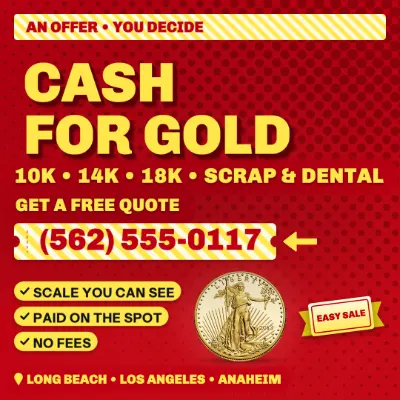 AN OFFER • YOU DECIDE
CASH
FOR GOLD
10K • 14K • 18K • SCRAP & DENTAL
GET A FREE QUOTE
(562) 555-0117
SCALE YOU CAN SEE
PAID ON THE SPOT
NO FEES
LIBERTY
EASY SALE
LONG BEACH • LOS ANGELES • ANAHEIM